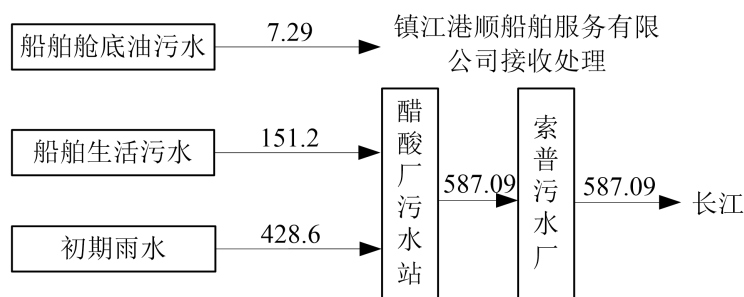 船舶舱底油污水
7.29
镇江港顺船舶服务有限
公司接收处理
船舶生活污水
151.2
初期雨水
428.6
醋酸厂污水站
587.09
索普污水厂
587.09
长江